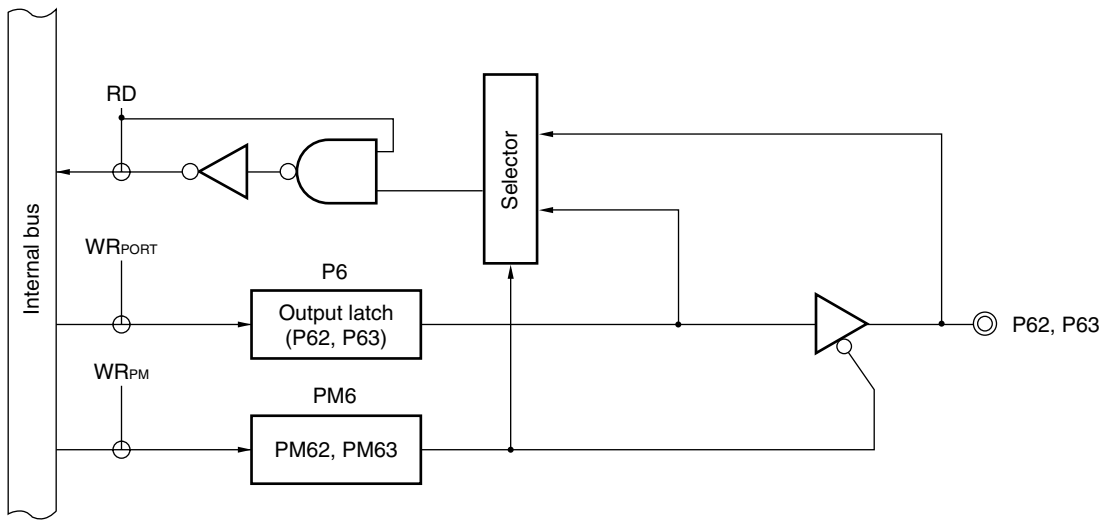 RD
Selector
Internal bus
WRPORT
P6
Output latch
(P62, P63)
P62, P63
WRPM
PM6
PM62, PM63